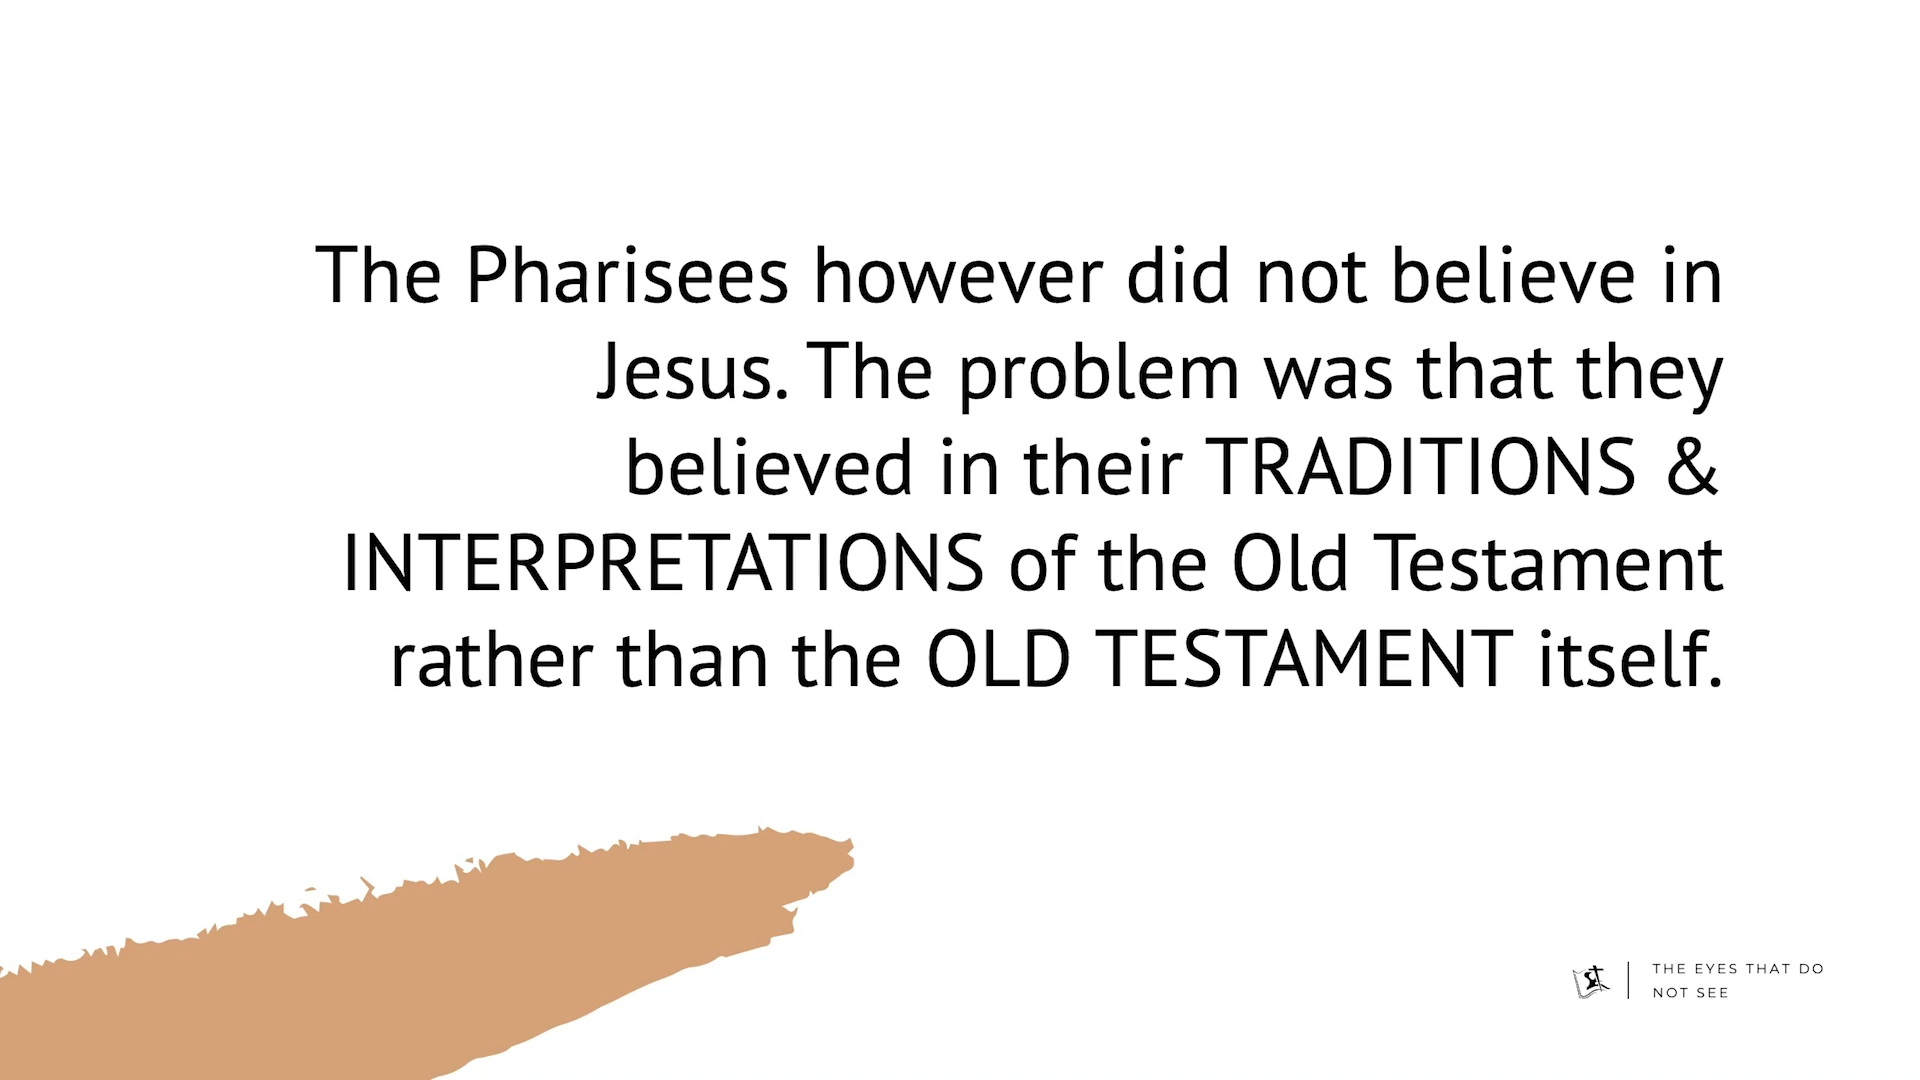 The Pharisees however did not believe in
Jesus. The problem was that they
believed in their TRADITIONS &
INTERPRETATIONS of the Old Testament
rather than the OLD TESTAMENT itself.
THE EYES THAT DO
NOT SEE